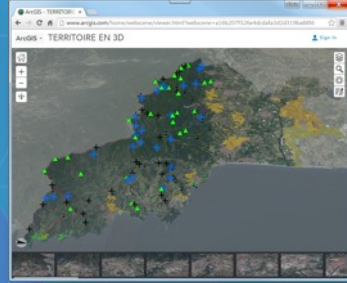 ArcGIS - TERRITOIRE
www.arcgis.com/home/webscene/viewer.html?webscene=
ArcGIS - TERRITOIRE EN 3D
Sign In